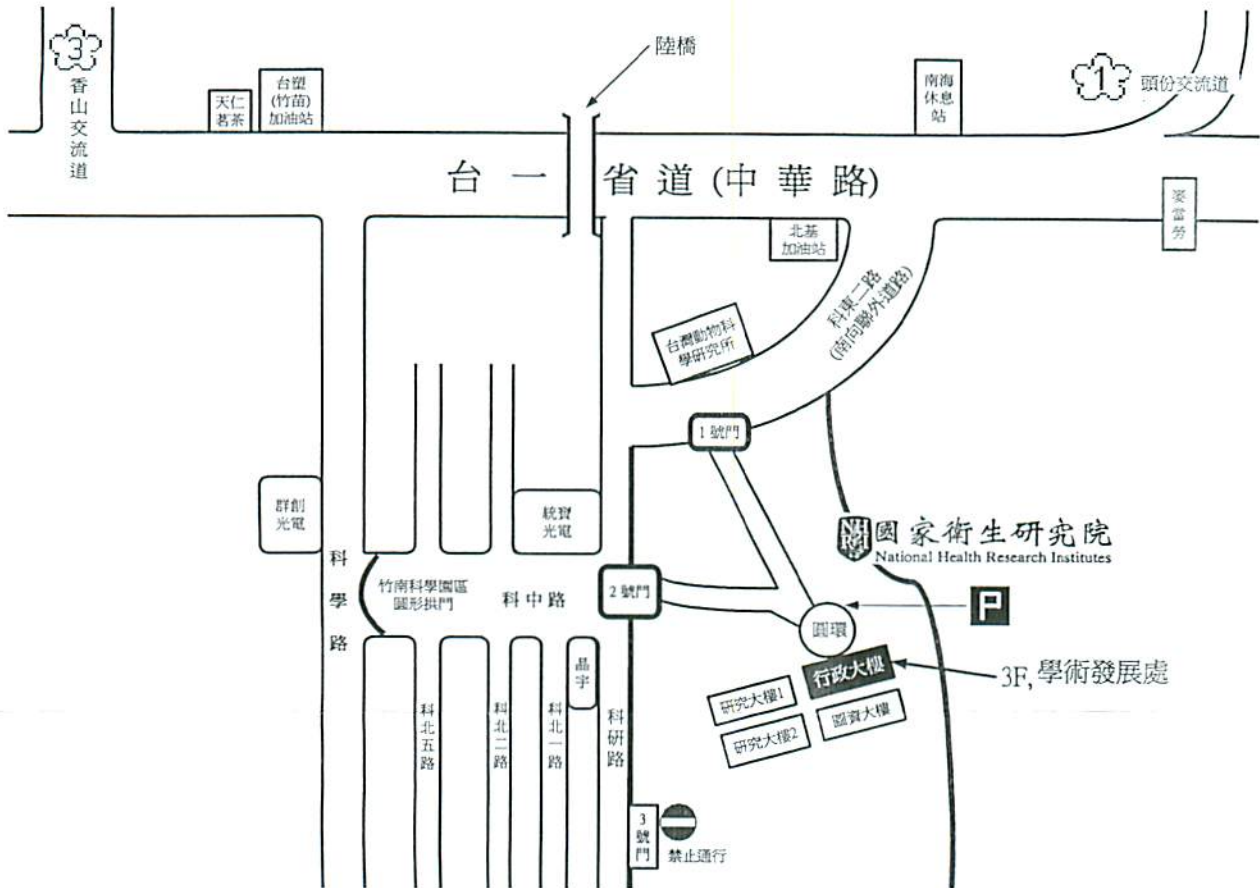 陸橋
3
香山交流道
天仁
茗茶
台塑
(竹苗)
加油站
南海
休息
站
1
頭份交流道
台一省道(中華路)
麥當勞
北基
加油站
科東二路
(南向聯外道路)
台灣動物科
學研究所
1號門
群創
光電
統寶
光電
國家衛生研究院
National Health Research Institutes
科學路
竹南科學園區
圓形拱門
科中路
2號門
P
圓環
晶宇
行政大樓
3F,學術發展處
研究大樓1
圖資大樓
研究大樓2
科北五路
科北二路
科北一路
科研路
3號門
禁止通行